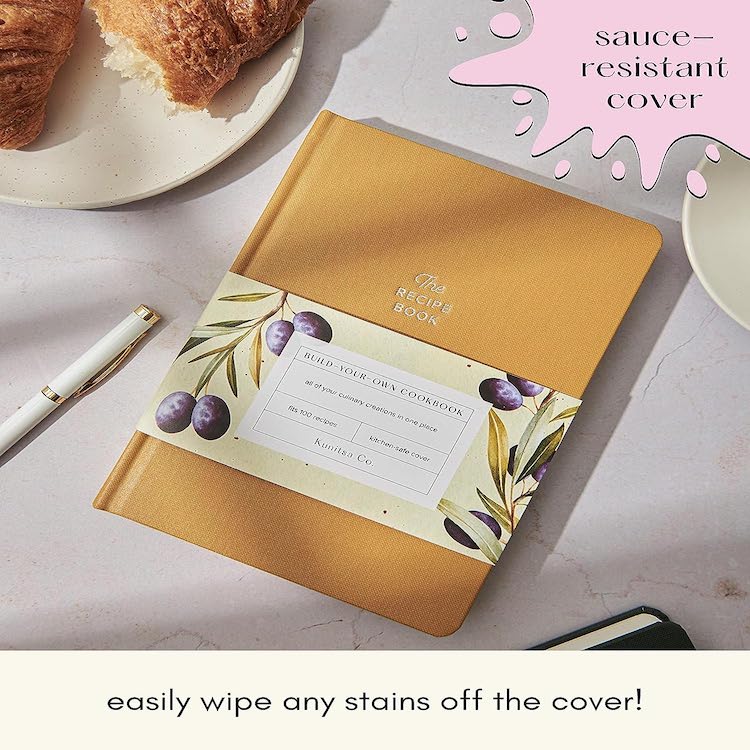 sauce-
resistant
cover
The
RECIPE
BOOK
BUILD-YOUR-OWN COOKBOOK
all of your culinary creations in one place
fits 100 recipes
kitchen-safe cover
Kunitsa Co.
easily wipe any stains off the cover!